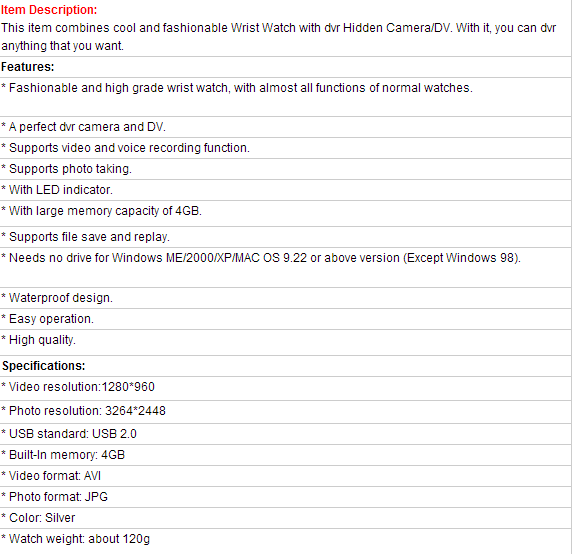 Item Description:
This item combines cool and fashionable Wrist Watch with dvr Hidden Camera/DV. With it, you can dvr
anything that you want.
Features:
* Fashionable and high grade wrist watch, with almost all functions of normal watches.
* A perfect dvr camera and DV.
* Supports video and voice recording function.
* Supports photo taking.
* With LED indicator.
* With large memory capacity of 4GB.
* Supports file save and replay.
* Needs no drive for Windows ME/2000/XP/MAC OS 9.22 or above version (Except Windows 98).
* Waterproof design.
* Easy operation.
* High quality.
Specifications:
* Video resolution:1280*960
* Photo resolution: 3264*2448
* USB standard: USB 2.0
* Built-In memory: 4GB
* Video format: AVI
* Photo format: JPG
* Color: Silver
* Watch weight: about 120g